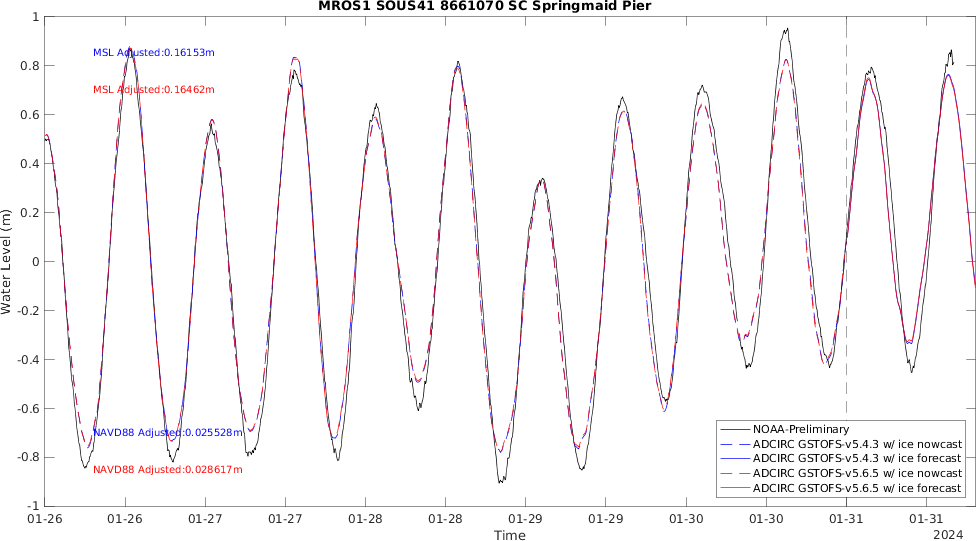 MROS1 SOUS41 8661070 SC Springmaid Pier
1
0.8
0.6
0.4
0.2
0
-0.2
-0.4
-0.6
-0.8
-1
Water Level (m)
MSL Adjusted:0.16153m
MSL Adjusted:0.16462m
NAVD88 Adjusted:0.025528m
NAVD88 Adjusted:0.028617m
NOAA-Preliminary
ADCIRC GSTOFS-v5.4.3 w/ ice nowcast
ADCIRC GSTOFS-v5.4.3 w/ ice forecast
ADCIRC GSTOFS-v5.6.5 w/ ice nowcast
ADCIRC GSTOFS-v5.6.5 w/ ice forecast
01-26 01-26 01-27 01-27 01-28 01-28 01-29 01-29 01-30 01-30 01-31 01-31
Time
2024